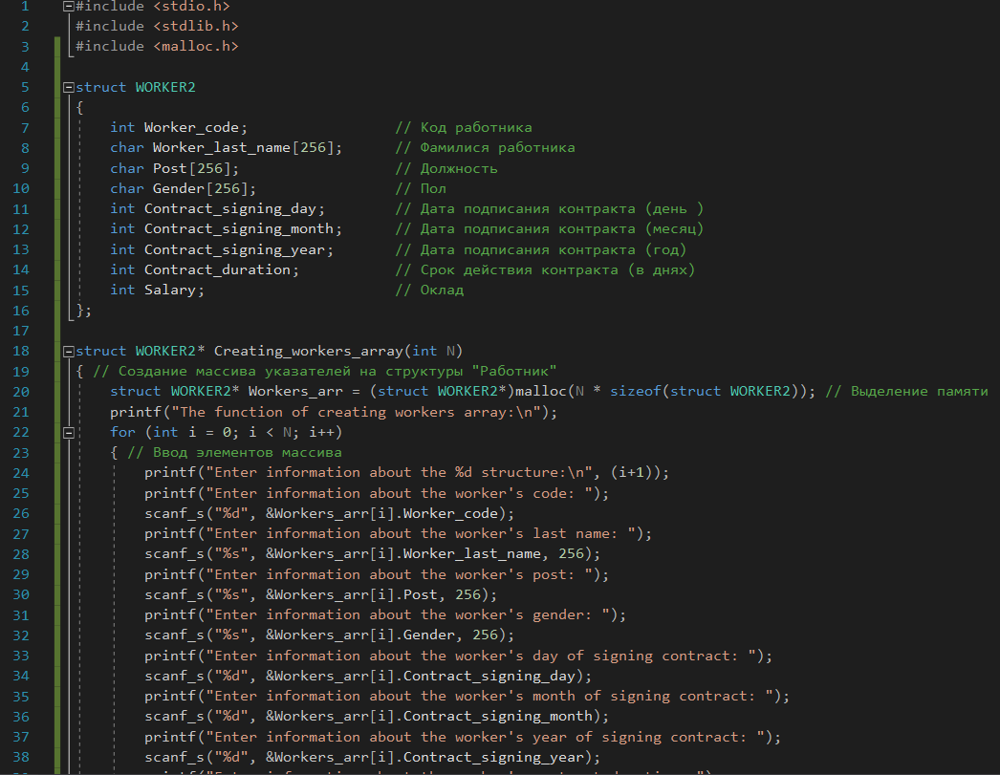 1 #include <stdio.h>
2 #include <stdlib.h>
3 #include <malloc.h>
4
5 struct WORKER2
6 {
7 int Worker_code; // Код работника
8 char Worker_last_name[256]; // Фамилися работника
9 char Post[256]; // Должность
10 char Gender[256]; // Пол
11 int Contract_signing_day; // Дата подписания контракта (день )
12 int Contract_signing_month; // Дата подписания контракта (месяц)
13 int Contract_signing_year; // Дата подписания контракта (год)
14 int Contract_duration; // Срок действия контракта (в днях)
15 int Salary; // Оклад
16 };
17
18 struct WORKER2* Creating_workers_array(int N)
19 { // Создание массива указателей на структуры "Работник"
20 struct WORKER2* Workers_arr = (struct WORKER2*)malloc(N * sizeof(struct WORKER2)); // Выделение памяти
21 printf("The function of creating workers array:\n");
22 for (int i = 0; i < N; i++)
23 { // Ввод элементов массива
24 printf("Enter information about the %d structure:\n", (i+1));
25 printf("Enter information about the worker's code: ");
26 scanf_s("%d", &Workers_arr[i].Worker_code);
27 printf("Enter information about the worker's last name: ");
28 scanf_s("%s", &Workers_arr[i].Worker_last_name, 256);
29 printf("Enter information about the worker's post: ");
30 scanf_s("%s", &Workers_arr[i].Post, 256);
31 printf("Enter information about the worker's gender: ");
32 scanf_s("%s", &Workers_arr[i].Gender, 256);
33 printf("Enter information about the worker's day of signing contract: ");
34 scanf_s("%d", &Workers_arr[i].Contract_signing_day);
35 printf("Enter information about the worker's month of signing contract: ");
36 scanf_s("%d", &Workers_arr[i].Contract_signing_month);
37 printf("Enter information about the worker's year of signing contract: ");
38 scanf_s("%d", &Workers_arr[i].Contract_signing_year);